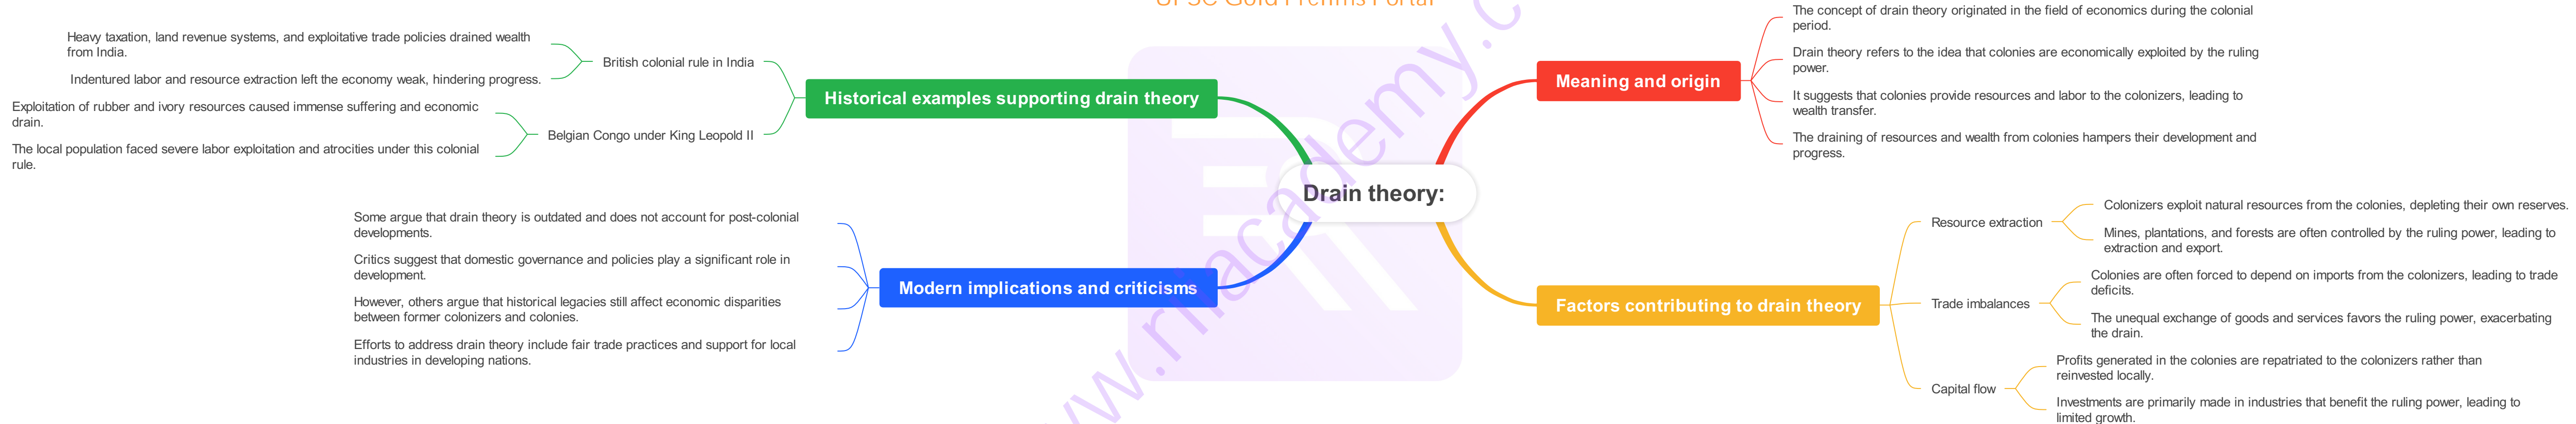 UPSC Gold Prelims Portal
Heavy taxation, land revenue systems, and exploitative trade policies drained wealth
from India.
Indentured labor and resource extraction left the economy weak, hindering progress.
British colonial rule in India
Exploitation of rubber and ivory resources caused immense suffering and economic
drain.
The local population faced severe labor exploitation and atrocities under this colonial
rule.
Belgian Congo under King Leopold II
Historical examples supporting drain theory
Some argue that drain theory is outdated and does not account for post-colonial
developments.
Critics suggest that domestic governance and policies play a significant role in
development.
However, others argue that historical legacies still affect economic disparities
between former colonizers and colonies.
Efforts to address drain theory include fair trade practices and support for local
industries in developing nations.
Modern implications and criticisms
Drain theory:
Meaning and origin
The concept of drain theory originated in the field of economics during the colonial
period.
Drain theory refers to the idea that colonies are economically exploited by the ruling
power.
It suggests that colonies provide resources and labor to the colonizers, leading to
wealth transfer.
The draining of resources and wealth from colonies hampers their development and
progress.
Factors contributing to drain theory
Resource extraction
Colonizers exploit natural resources from the colonies, depleting their own reserves.
Mines, plantations, and forests are often controlled by the ruling power, leading to
extraction and export.
Trade imbalances
Colonies are often forced to depend on imports from the colonizers, leading to trade
deficits.
The unequal exchange of goods and services favors the ruling power, exacerbating
the drain.
Capital flow
Profits generated in the colonies are repatriated to the colonizers rather than
reinvested locally.
Investments are primarily made in industries that benefit the ruling power, leading to
limited growth.